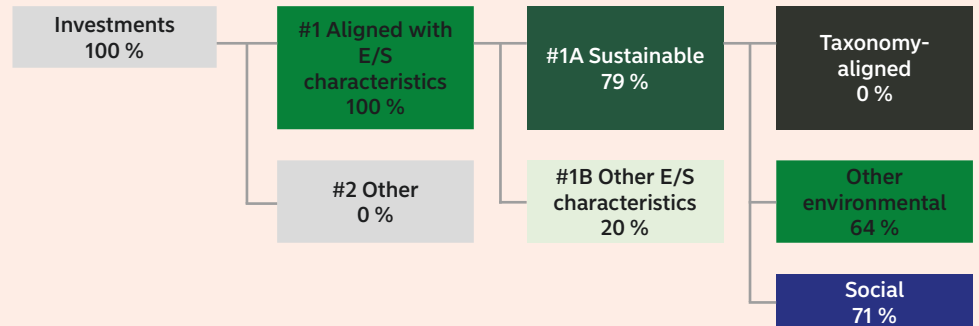 Investments
100 %
#1 Aligned with
E/S
characteristics
100 %
#1A Sustainable
79 %
Taxonomy-
aligned
0 %
#2 Other
0 %
#1B Other E/S
characteristics
20 %
Other
environmental
64 %
Social
71 %